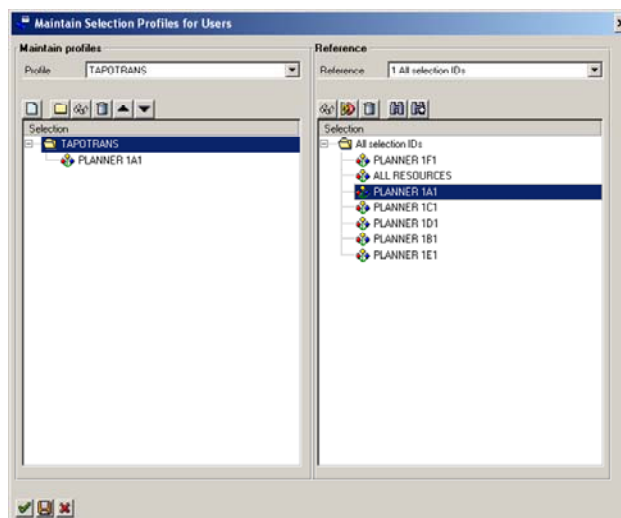 Maintain Selection Profiles for Users
Maintain profiles
Profile TAPOTRANS
Selection
TAPOTRANS
PLANNER 1A1
Reference
Reference 1 All selection IDs
Selection
All selection IDs
PLANNER 1F1
ALL RESOURCES
PLANNER 1A1
PLANNER 1C1
PLANNER 1D1
PLANNER 1B1
PLANNER 1E1